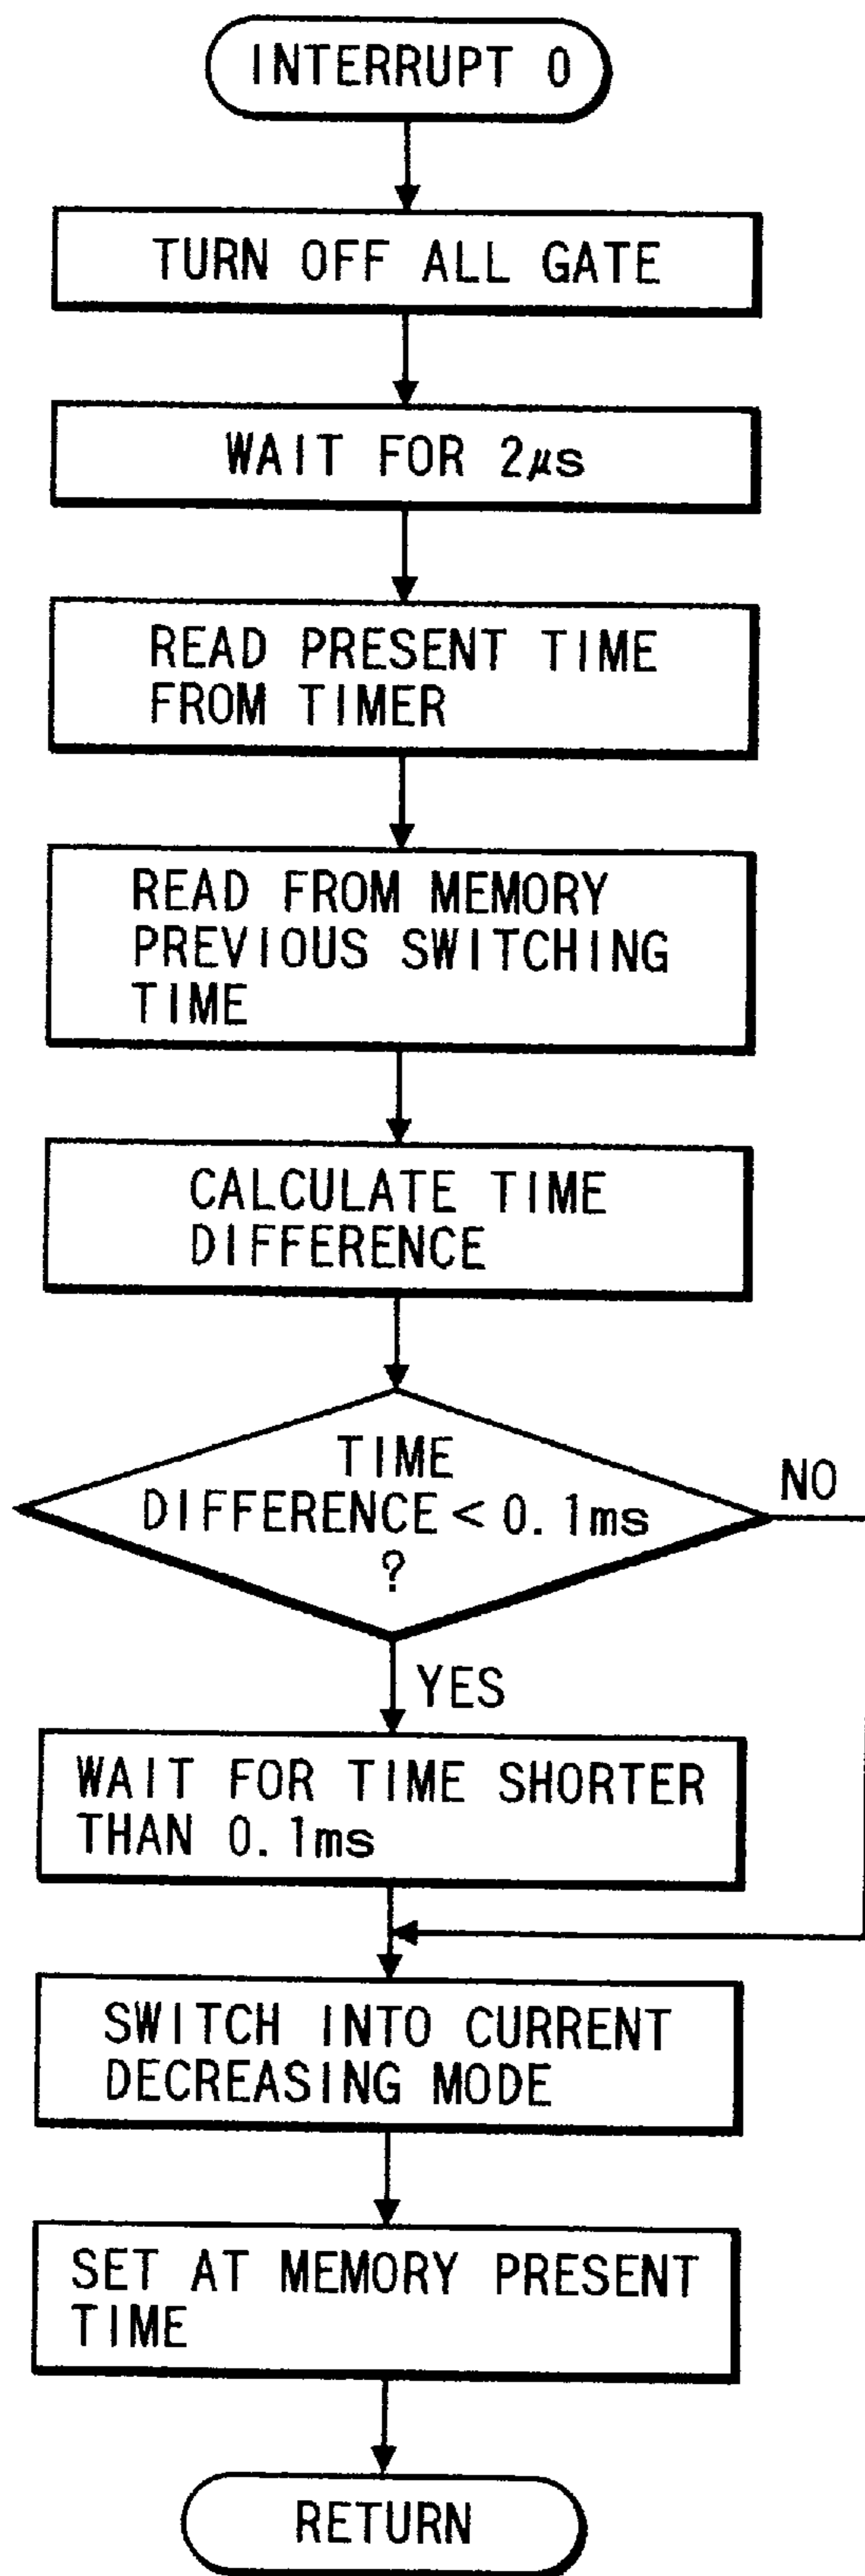 INTERRUPT 0
TURN OFF ALL GATE
WAIT FOR 2μs
READ PRESENT TIME
FROM TIMER
READ FROM MEMORY
PREVIOUS SWITCHING
TIME
CALCULATE TIME
DIFFERENCE
TIME
DIFFERENCE < 0.1ms
?
NO
YES
WAIT FOR TIME SHORTER
THAN 0.1ms
SWITCH INTO CURRENT
DECREASING MODE
SET AT MEMORY PRESENT
TIME
RETURN